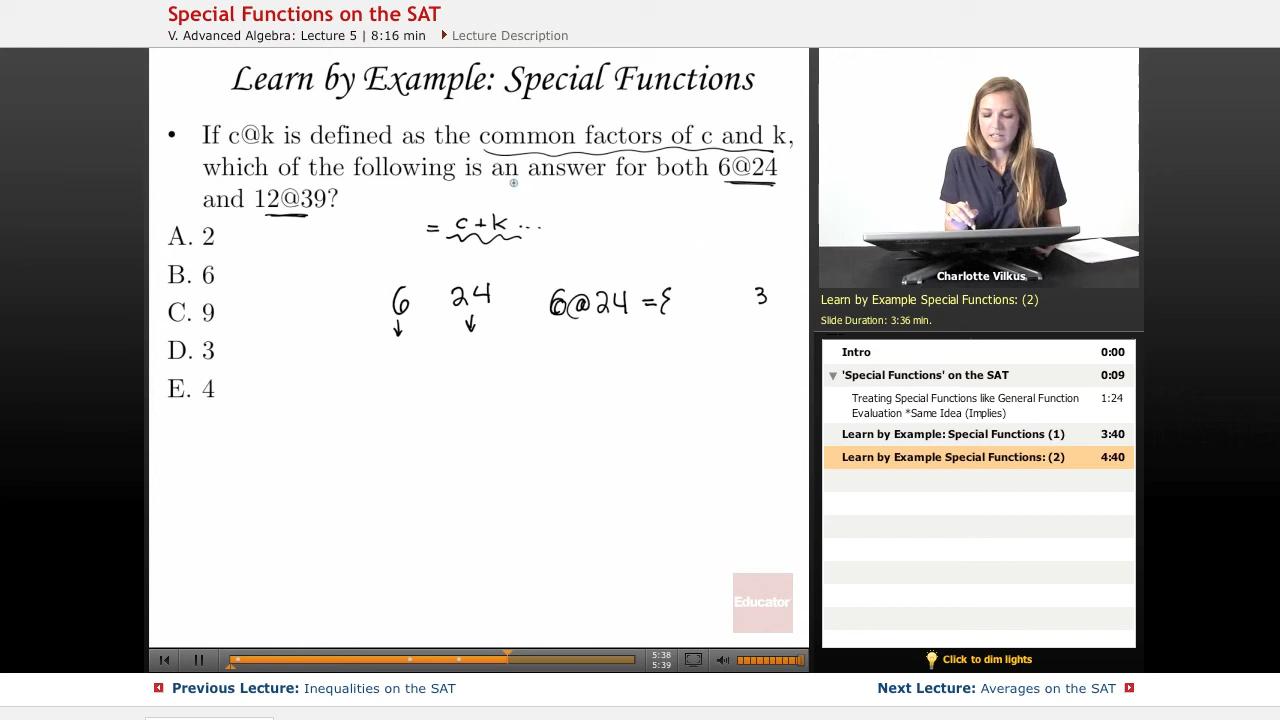 Special Functions on the SAT
V. Advanced Algebra: Lecture 5 | 8:16 min Lecture Description
Learn by Example: Special Functions
• If c@k is defined as the common factors of c and k,
which of the following is an answer for both 6@24
and 12@39?
= c + k ...
A. 2
B. 6
C. 9
D. 3
E. 4
6 24 6@24 = { 3
Educator
5:38
5:39
Charlotte Vilkus
Learn by Example Special Functions: (2)
Slide Duration: 3:36 min.
Intro 0:00
'Special Functions' on the SAT 0:09
Treating Special Functions like General Function 1:24
Evaluation *Same Idea (Implies)
Learn by Example: Special Functions (1) 3:40
Learn by Example Special Functions: (2) 4:40
Click to dim lights
Previous Lecture: Inequalities on the SAT
Next Lecture: Averages on the SAT